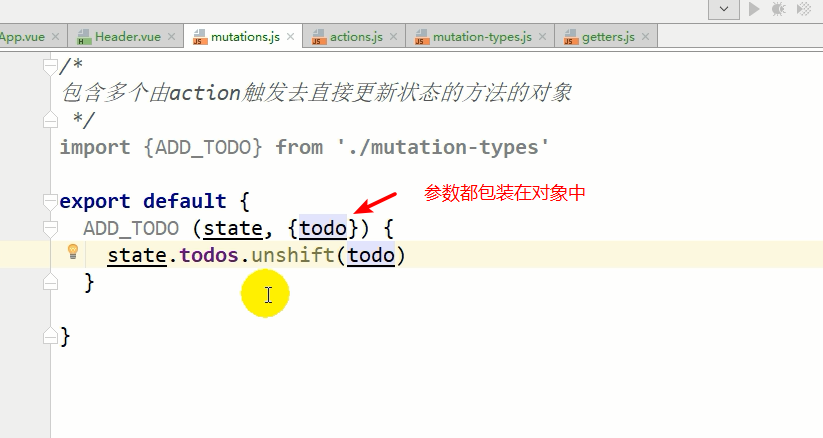 App.vue Header.vue mutations.js actions.js mutation-types.js getters.js
/*
包含多个由action触发去直接更新状态的方法的对象
*/
import {ADD_TODO} from './mutation-types'
export default {
参数都包装在对象中
ADD_TODO (state, {todo}) {
state.todos.unshift(todo)
}
}